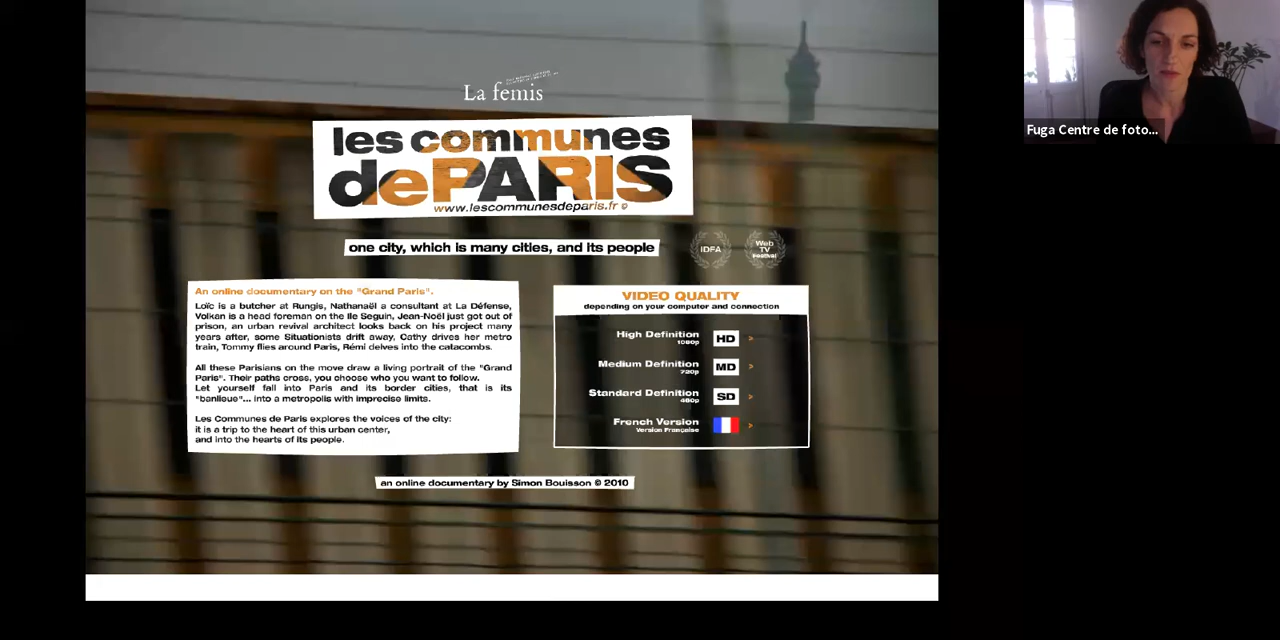 La femis
les communes
de PARIS
www.lescommunesdeparis.fr ©
one city, which is many cities, and its people
IDFA
Web
TV
Festival
An online documentary on the "Grand Paris".
Loïc is a butcher at Rungis, Nathanaël a consultant at La Défense,
Volkan is a head foreman on the Ile Seguin, Jean-Noël just got out of
prison, an urban revival architect looks back on his project many
years after, some Situationists drift away, Cathy drives her metro
train, Tommy flies around Paris, Rémi delves into the catacombs.
All these Parisians on the move draw a living portrait of the "Grand
Paris". Their paths cross, you choose who you want to follow.
Let yourself fall into Paris and its border cities, that is its
"banlieue"... into a metropolis with imprecise limits.
Les Communes de Paris explores the voices of the city:
it is a trip to the heart of this urban center,
and into the hearts of its people.
VIDEO QUALITY
depending on your computer and connection
High Definition
1080p
HD >
Medium Definition
720p
MD >
Standard Definition
480p
SD >
French Version
Version Française
>
an online documentary by Simon Bouisson © 2010
Fuga Centre de foto...